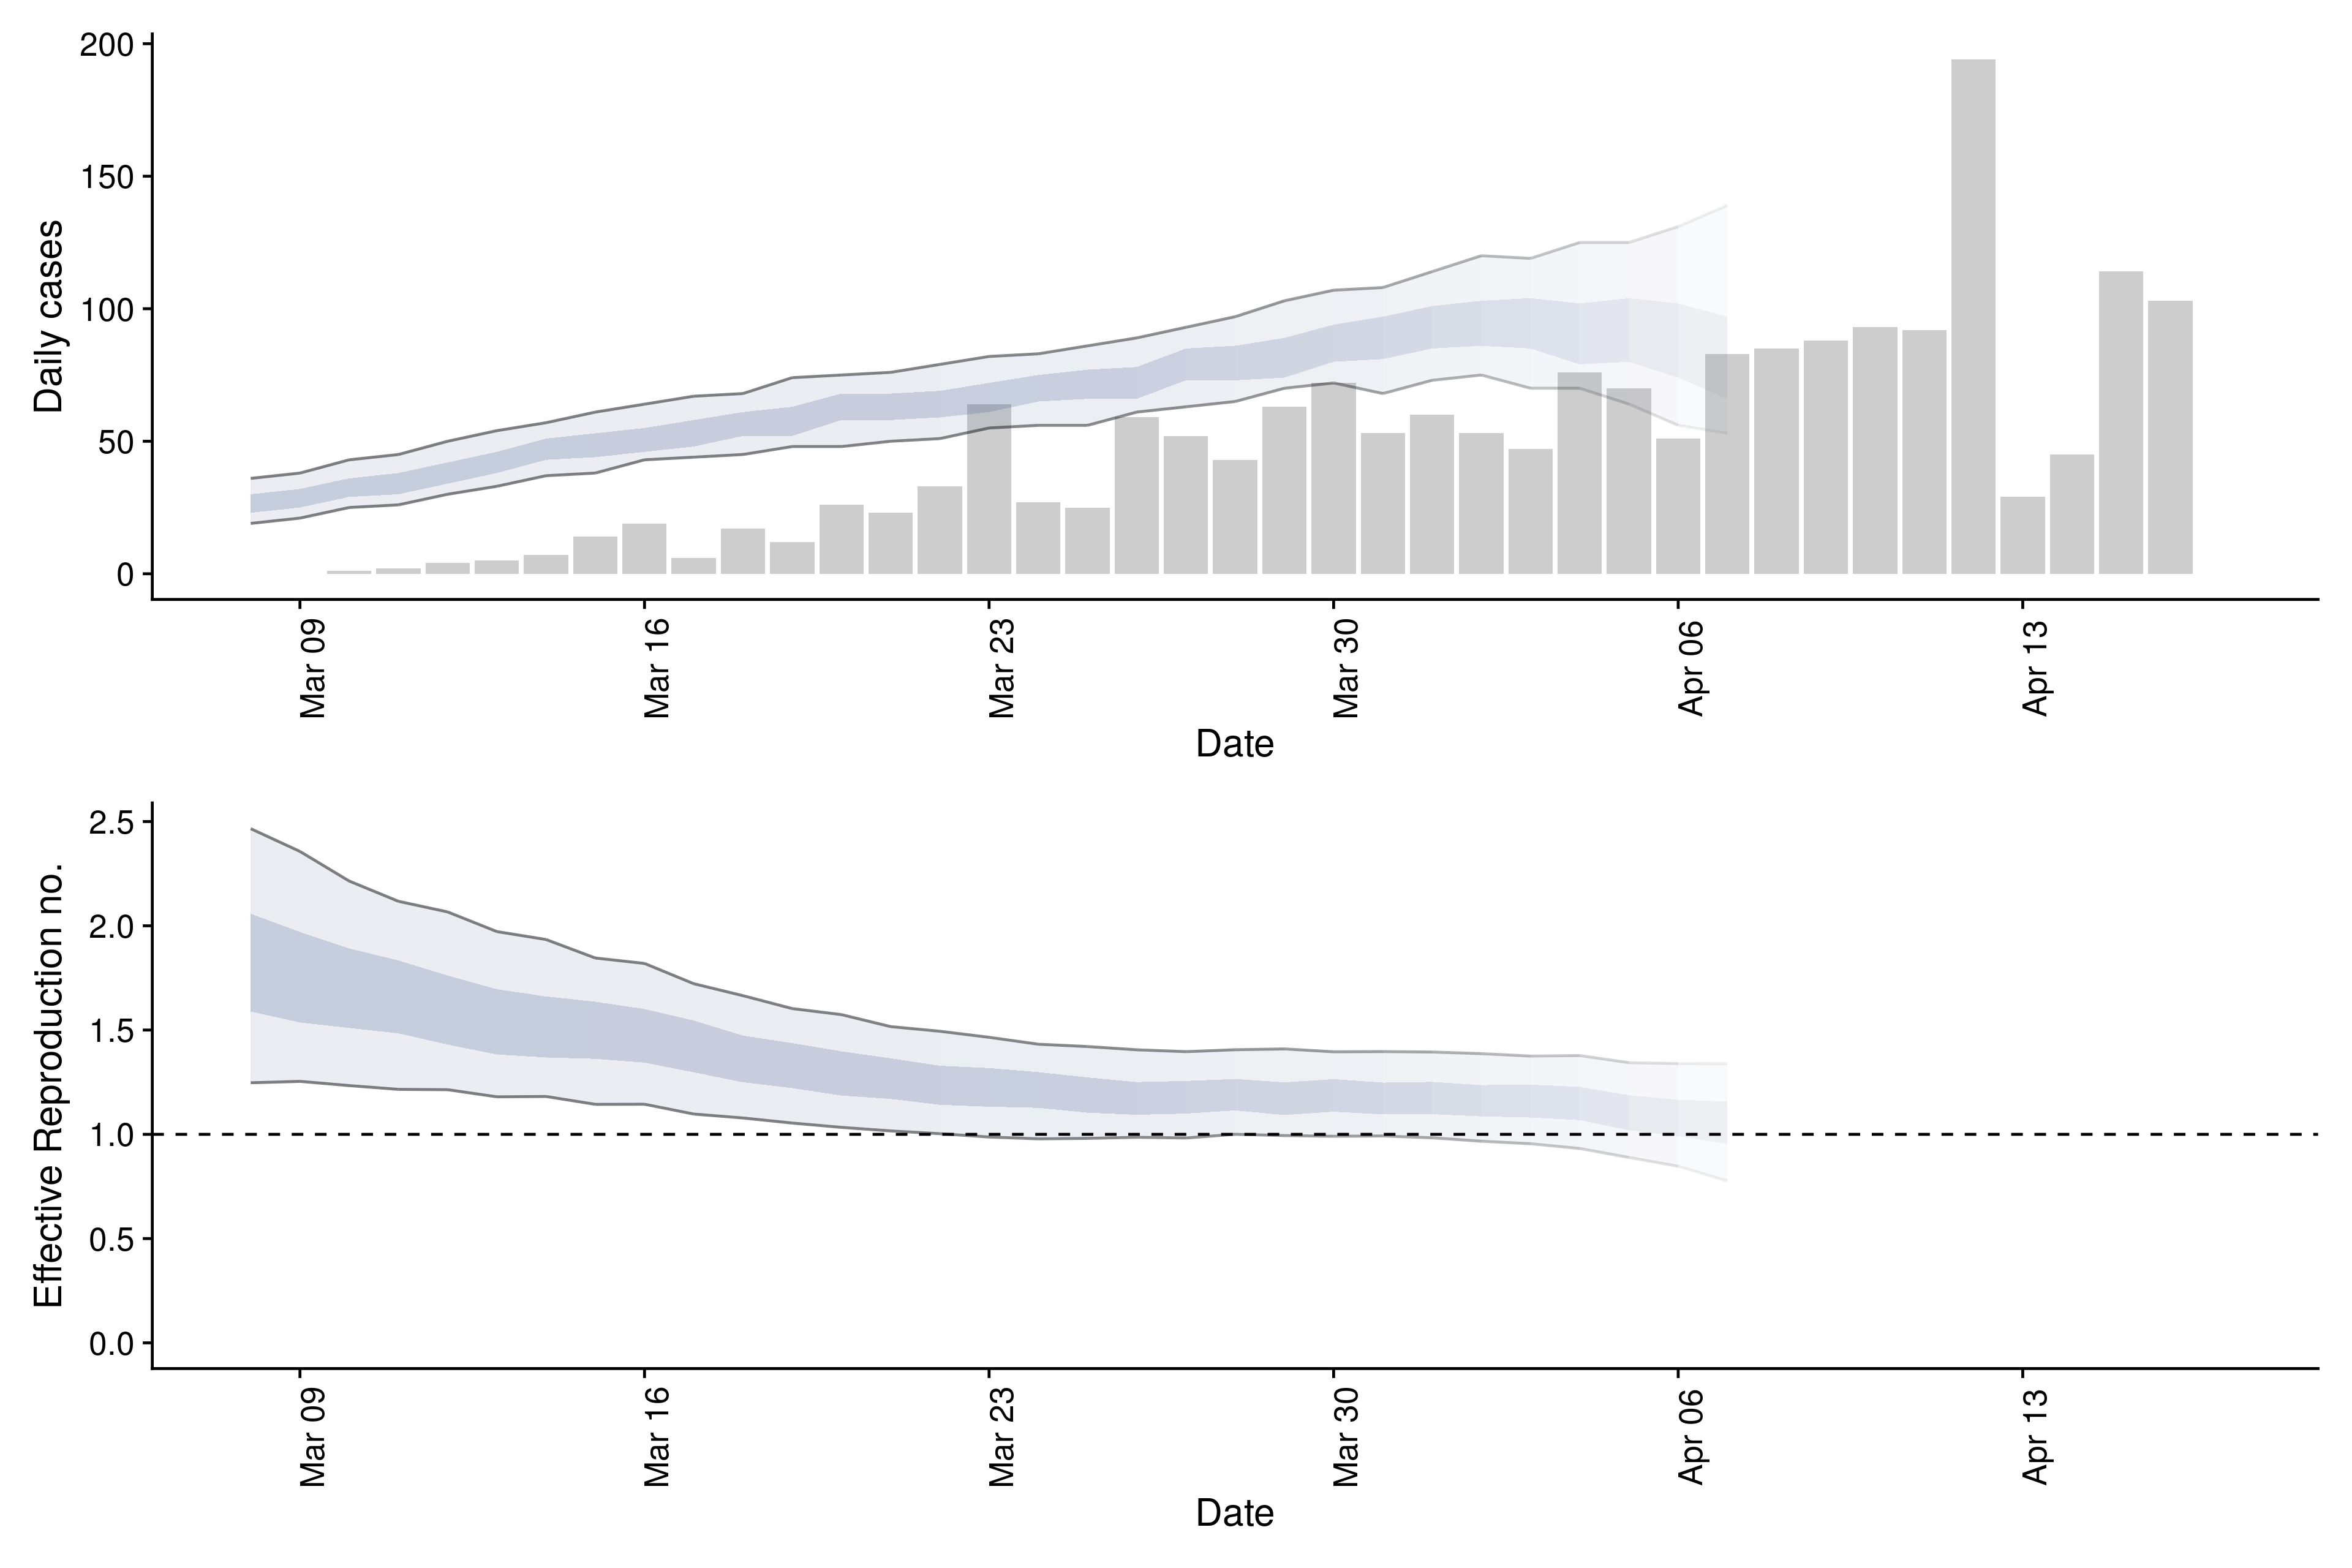 Daily cases
200
150
100
50
0
Mar 09
Mar 16
Mar 23
Mar 30
Apr 06
Apr 13
Date
Effective Reproduction no.
2.5
2.0
1.5
1.0
0.5
0.0
Mar 09
Mar 16
Mar 23
Mar 30
Apr 06
Apr 13
Date